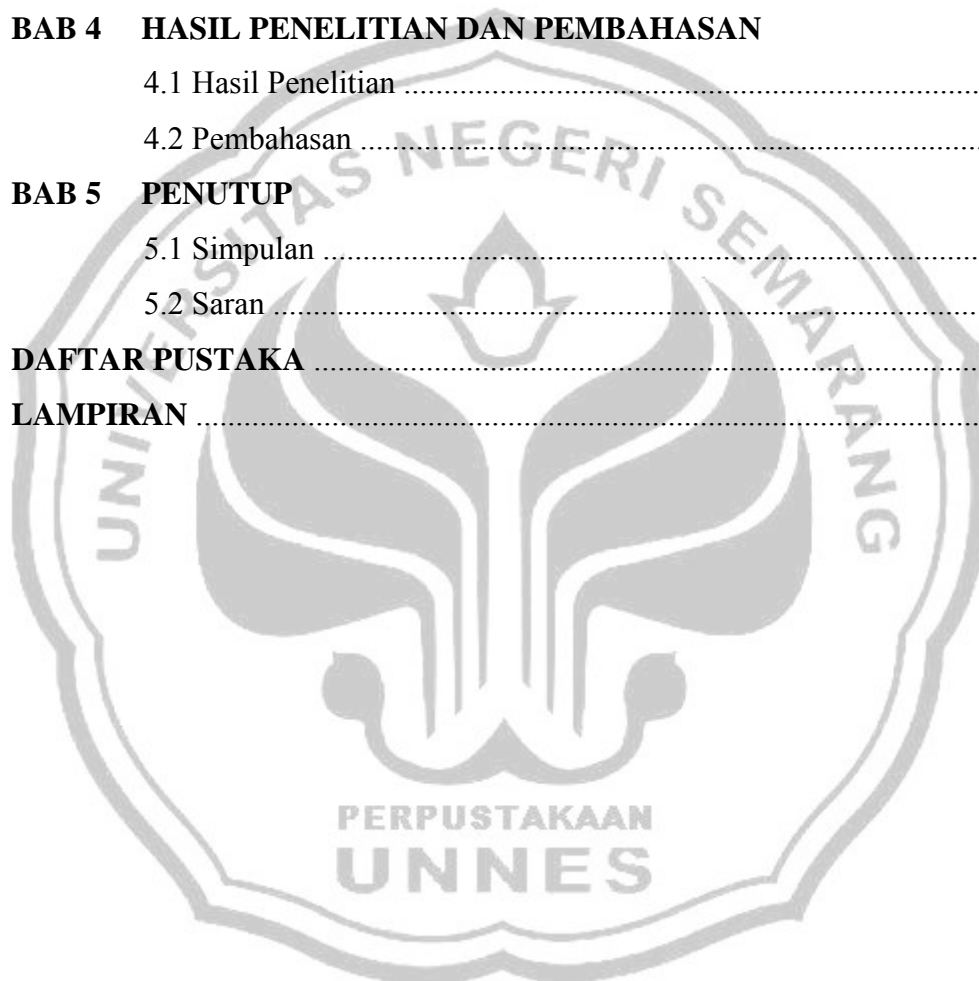 BAB 4 HASIL PENELITIAN DAN PEMBAHASAN
4.1 Hasil Penelitian ........................................................................
4.2 Pembahasan ..............................................................................
BAB 5 PENUTUP
5.1 Simpulan ...................................................................................
5.2 Saran .........................................................................................
DAFTAR PUSTAKA ........................................................................
LAMPIRAN .......................................................................................
UNIVERSITAS NEGERI SEMARANG
PERPUSTAKAAN
UNNES